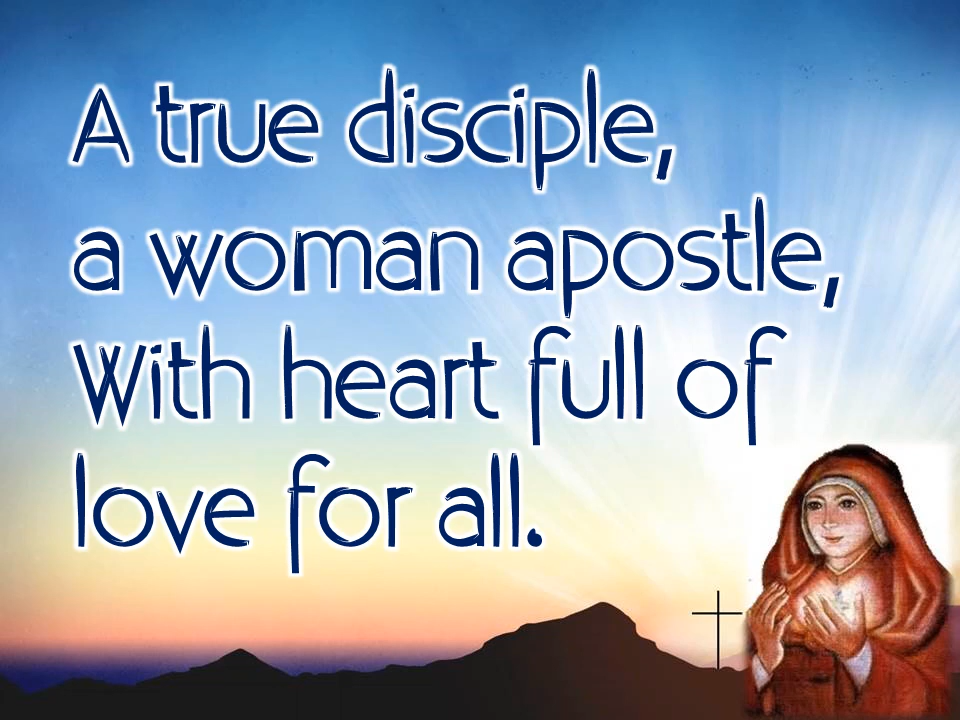 A true disciple,
a woman apostle,
With heart full of
love for all.